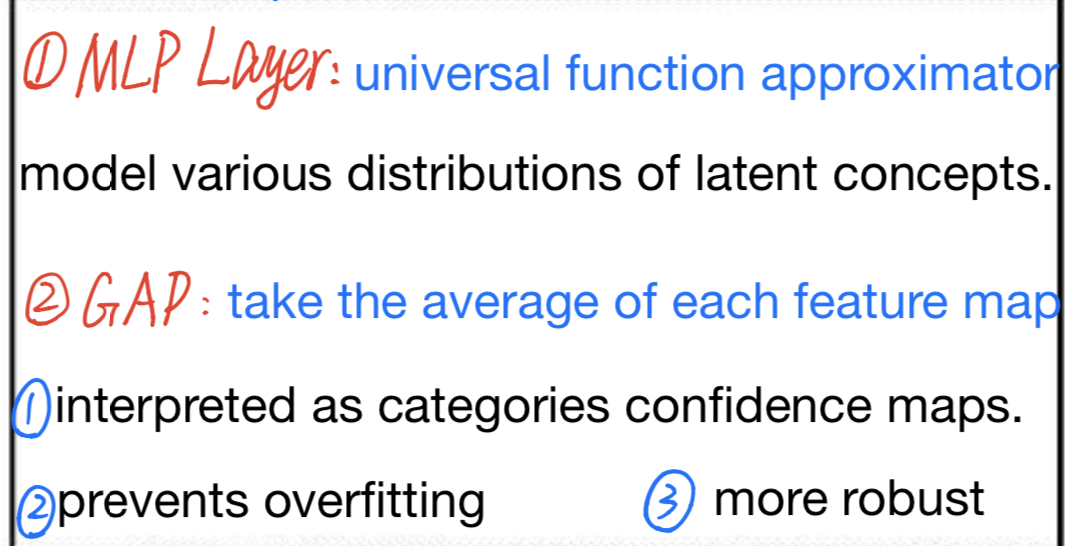 ① MLP Layer: universal function approximator
model various distributions of latent concepts.
② GAP: take the average of each feature map
① interpreted as categories confidence maps.
② prevents overfitting ③ more robust